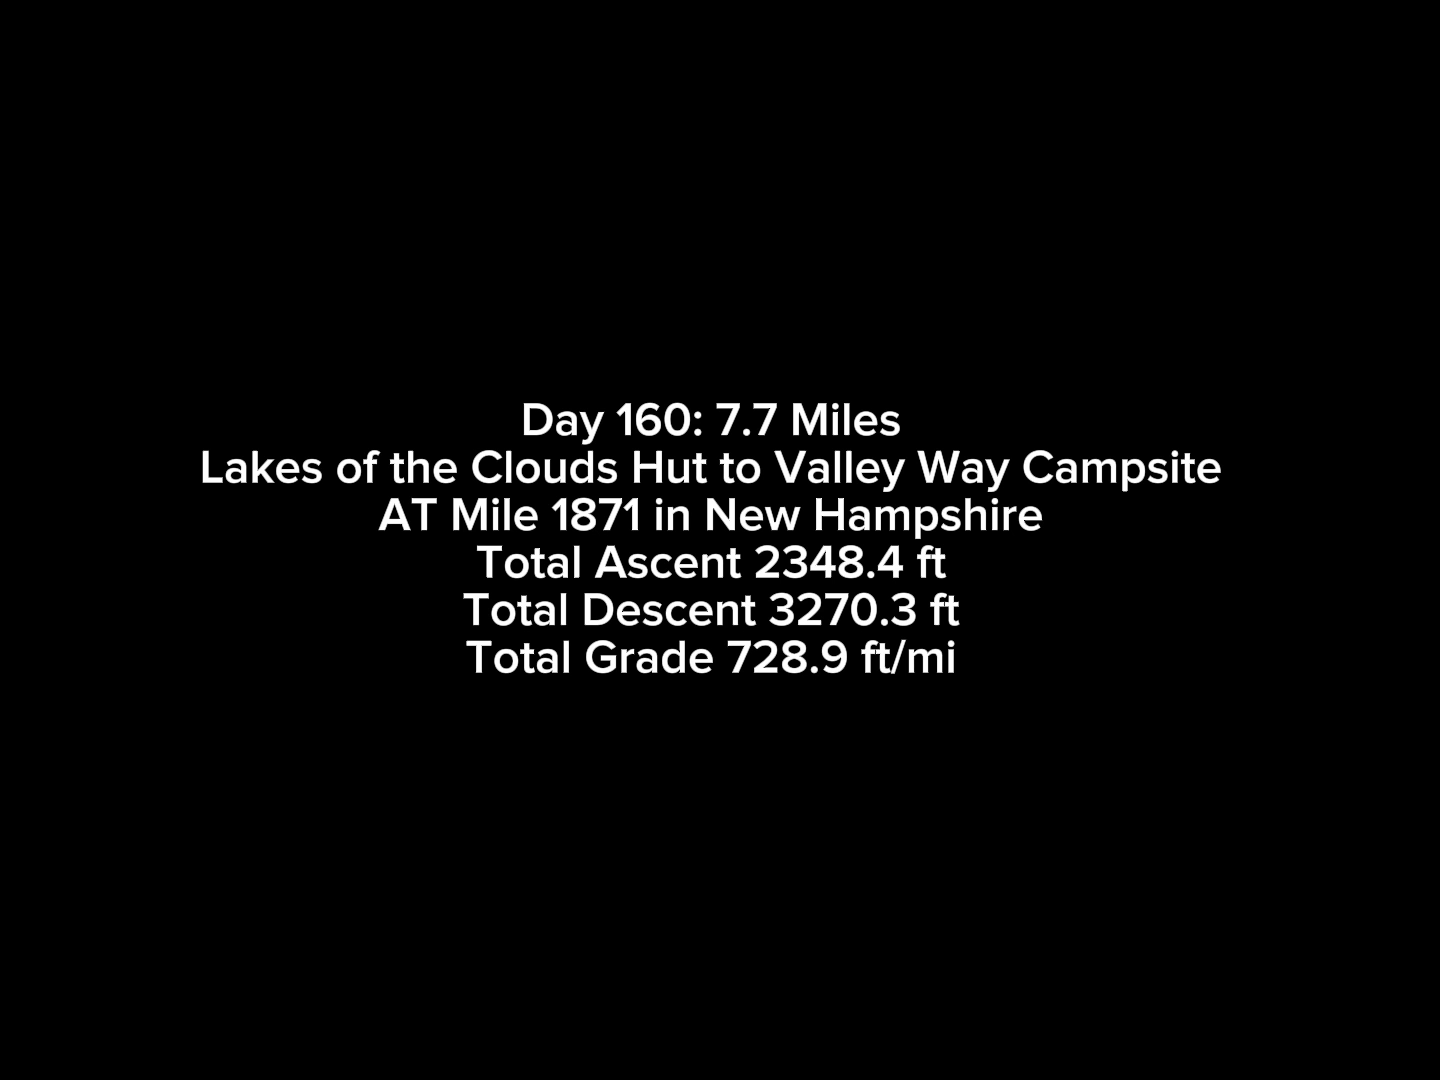 Day 160: 7.7 Miles
Lakes of the Clouds Hut to Valley Way Campsite
AT Mile 1871 in New Hampshire
Total Ascent 2348.4 ft
Total Descent 3270.3 ft
Total Grade 728.9 ft/mi